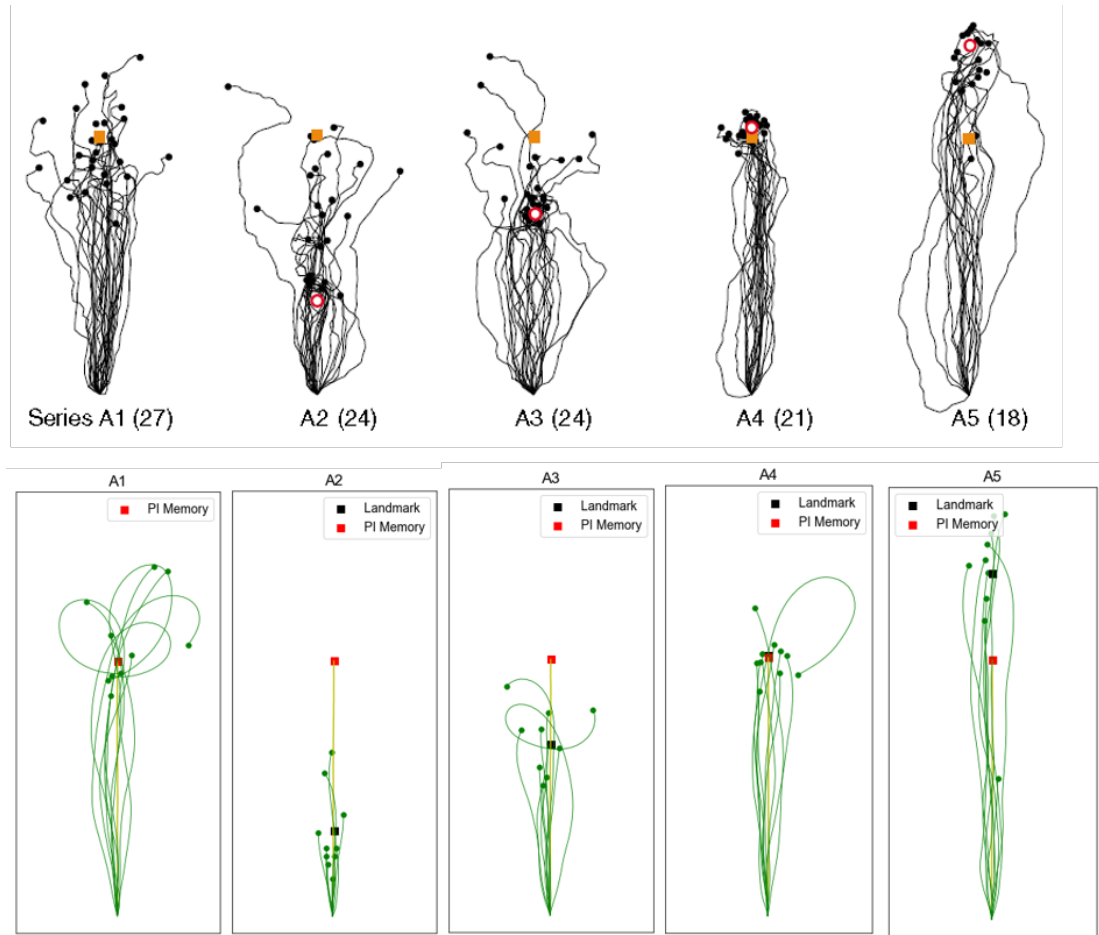 Series A1 (27)
A2 (24)
A3 (24)
A4 (21)
A5 (18)
A1
PI Memory
A2
Landmark
PI Memory
A3
Landmark
PI Memory
A4
Landmark
PI Memory
A5
Landmark
PI Memory